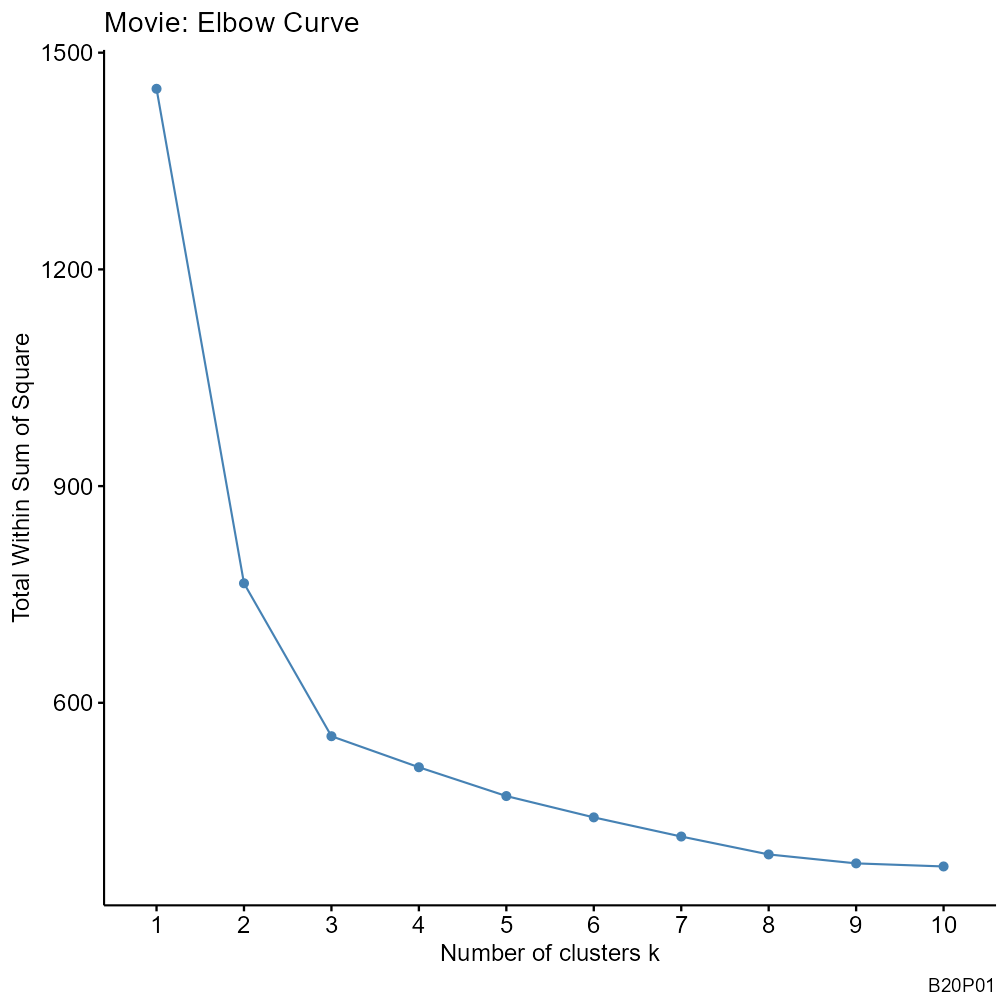 Movie: Elbow Curve
1500
1200
900
600
Total Within Sum of Square
1 2 3 4 5 6 7 8 9 10
Number of clusters k
B20P01